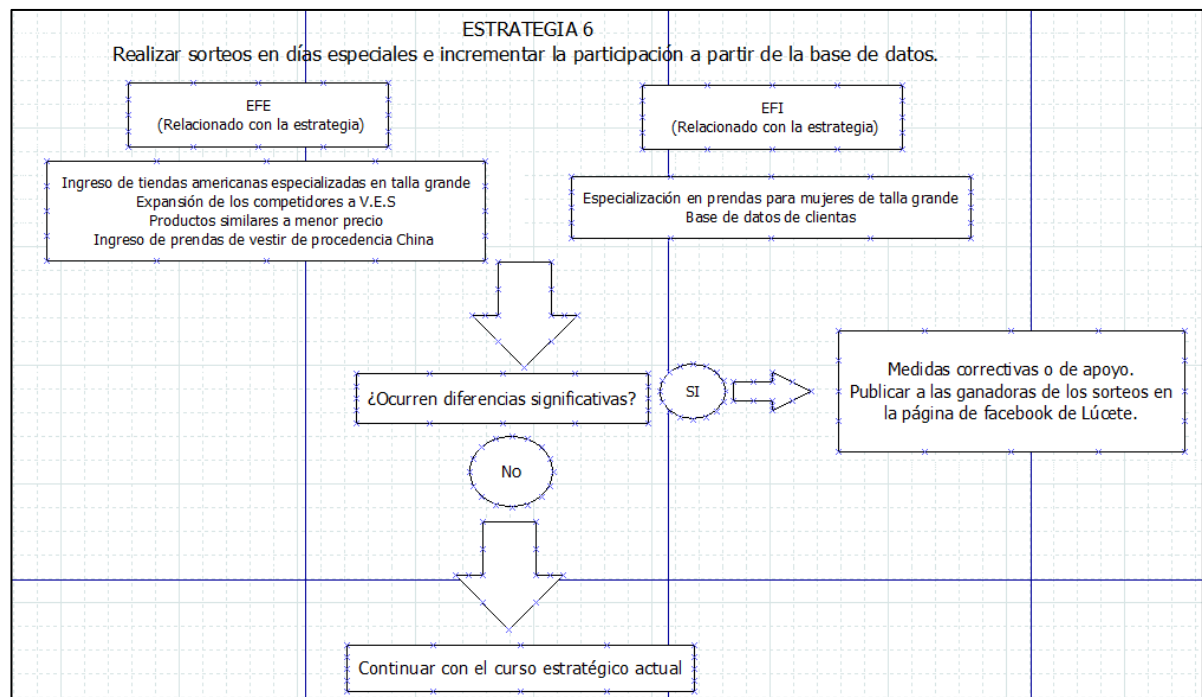 ESTRATEGIA 6
Realizar sorteos en días especiales e incrementar la participación a partir de la base de datos.
EFE
(Relacionado con la estrategia)
EFI
(Relacionado con la estrategia)
Ingreso de tiendas americanas especializadas en talla grande
Expansión de los competidores a V.E.S
Productos similares a menor precio
Ingreso de prendas de vestir de procedencia China
Especialización en prendas para mujeres de talla grande
Base de datos de clientas
¿Ocurren diferencias significativas?
SI
Medidas correctivas o de apoyo.
Publicar a las ganadoras de los sorteos en
la página de facebook de Lúcete.
No
Continuar con el curso estratégico actual